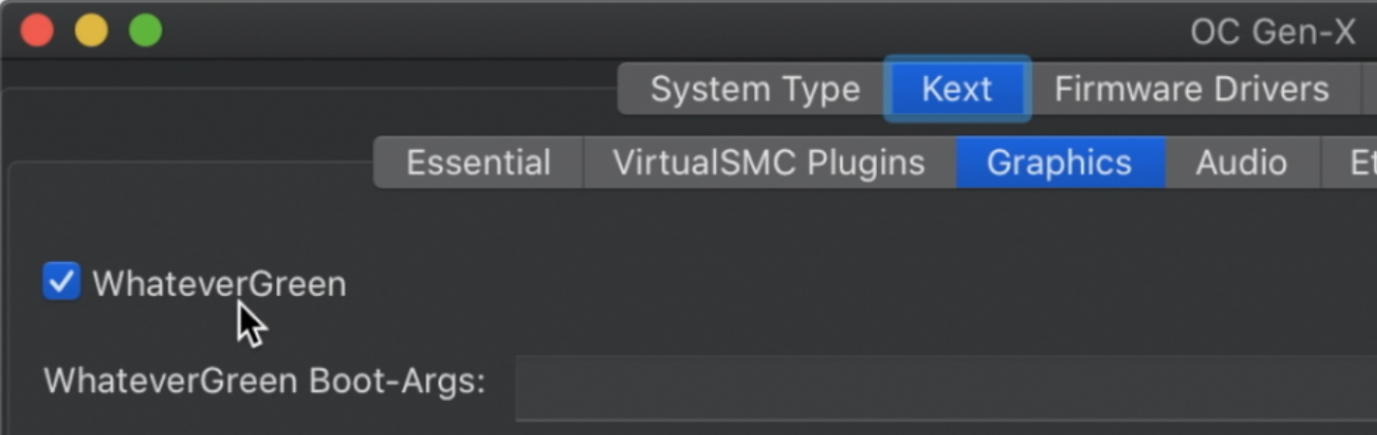 OC Gen-X
System Type Kext Firmware Drivers
Essential VirtualSMC Plugins Graphics Audio
WhateverGreen
WhateverGreen Boot-Args: